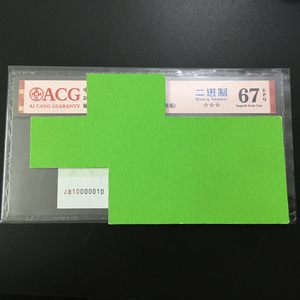 ACG
AI CANG GUARANTY
二进制
Binary Number
☆☆☆
67 EPQ
Superb Gem Unc
J810000010